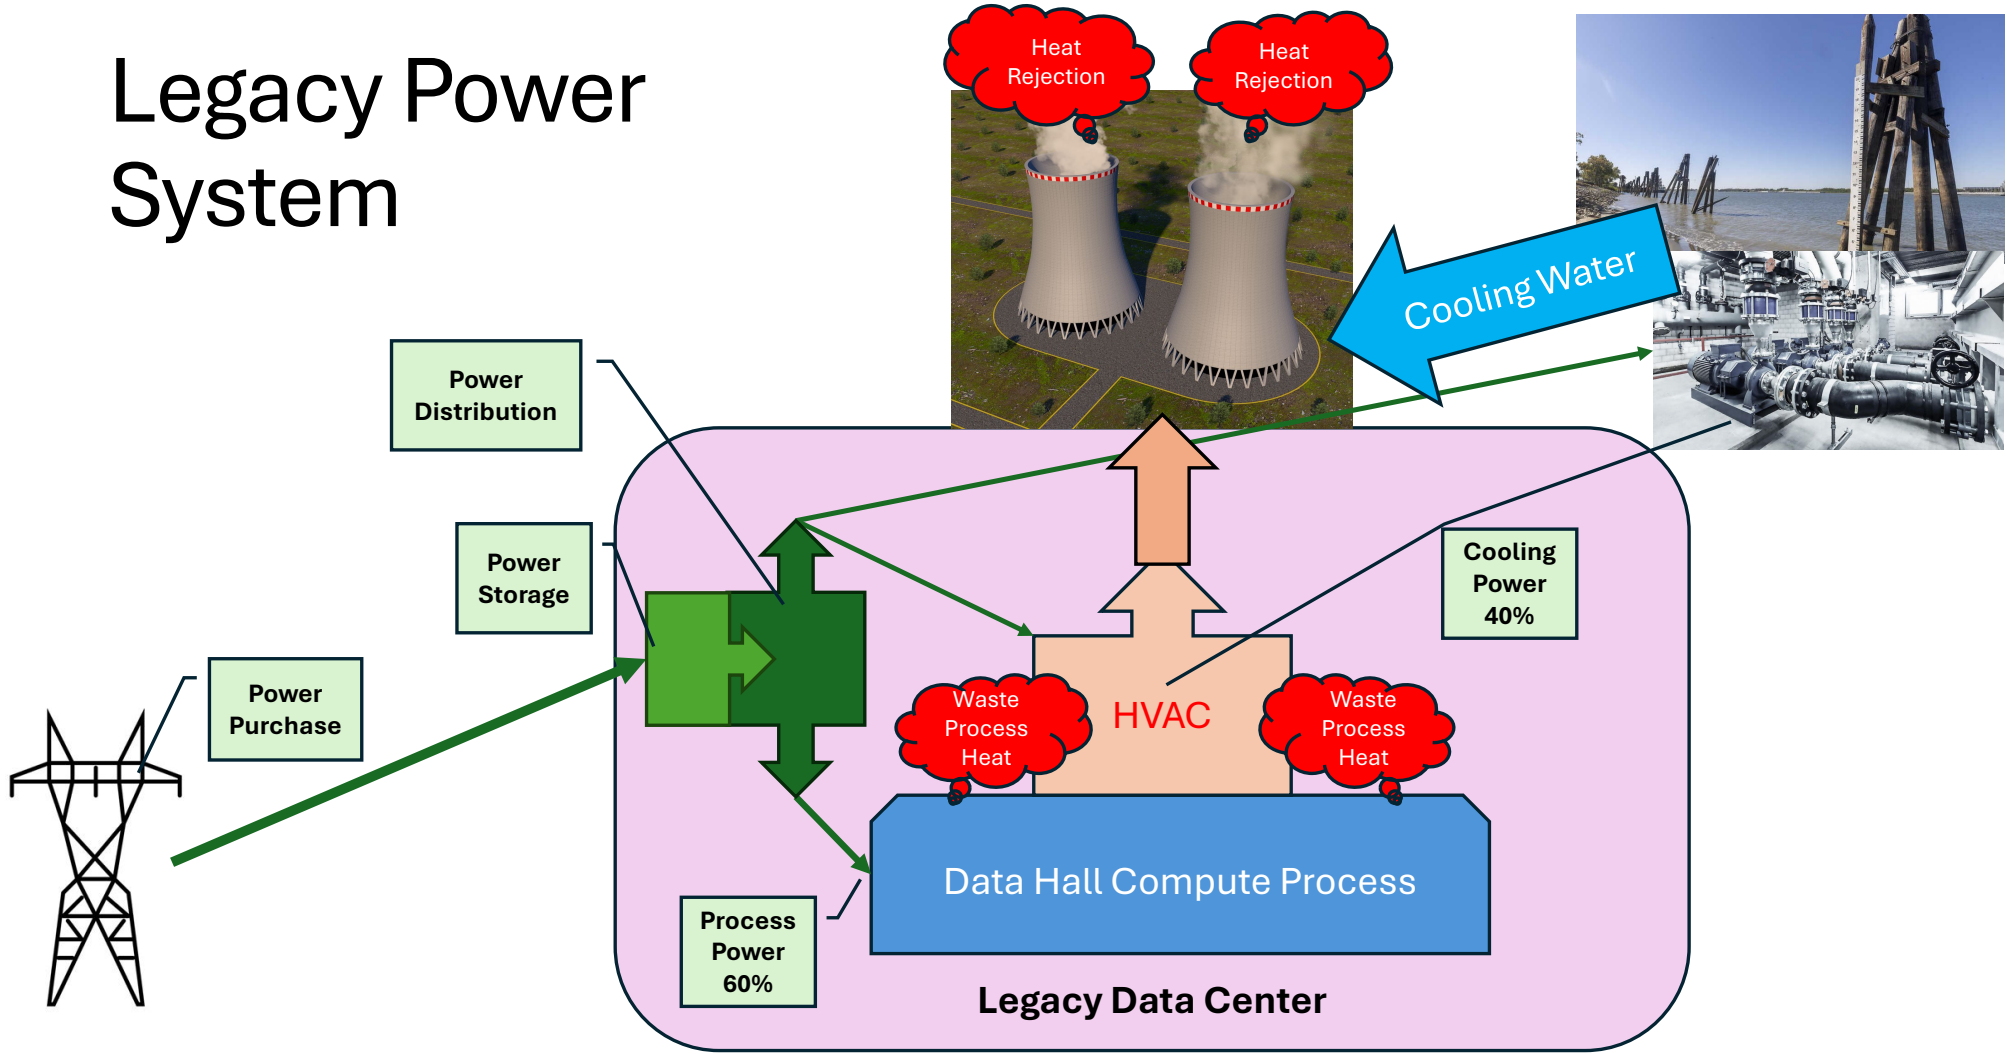 Legacy Power
System
Heat
Rejection
Heat
Rejection
Cooling Water
Power
Distribution
Power
Storage
Cooling
Power
40%
Power
Purchase
Waste
Process
Heat
HVAC
Waste
Process
Heat
Data Hall Compute Process
Process
Power
60%
Legacy Data Center